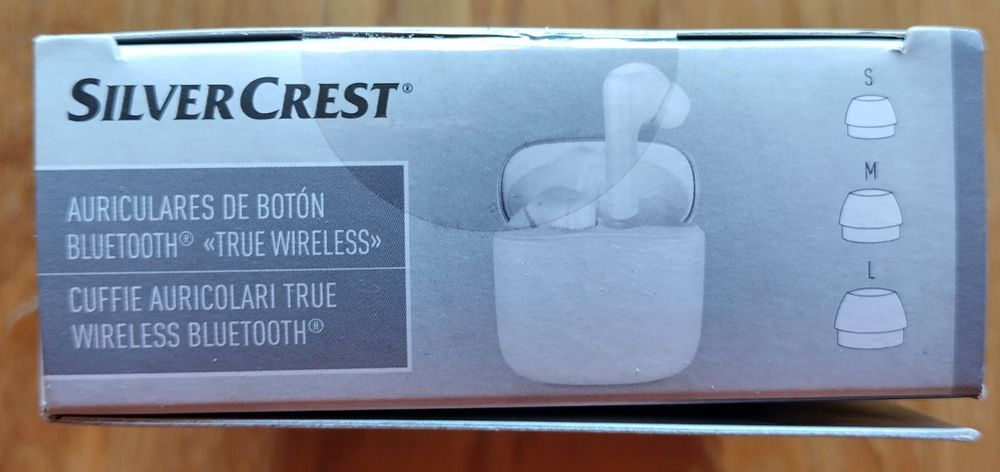 SILVERCREST®
AURICULARES DE BOTÓN
BLUETOOTH® «TRUE WIRELESS»
CUFFIE AURICOLARI TRUE
WIRELESS BLUETOOTH®
S
M
L